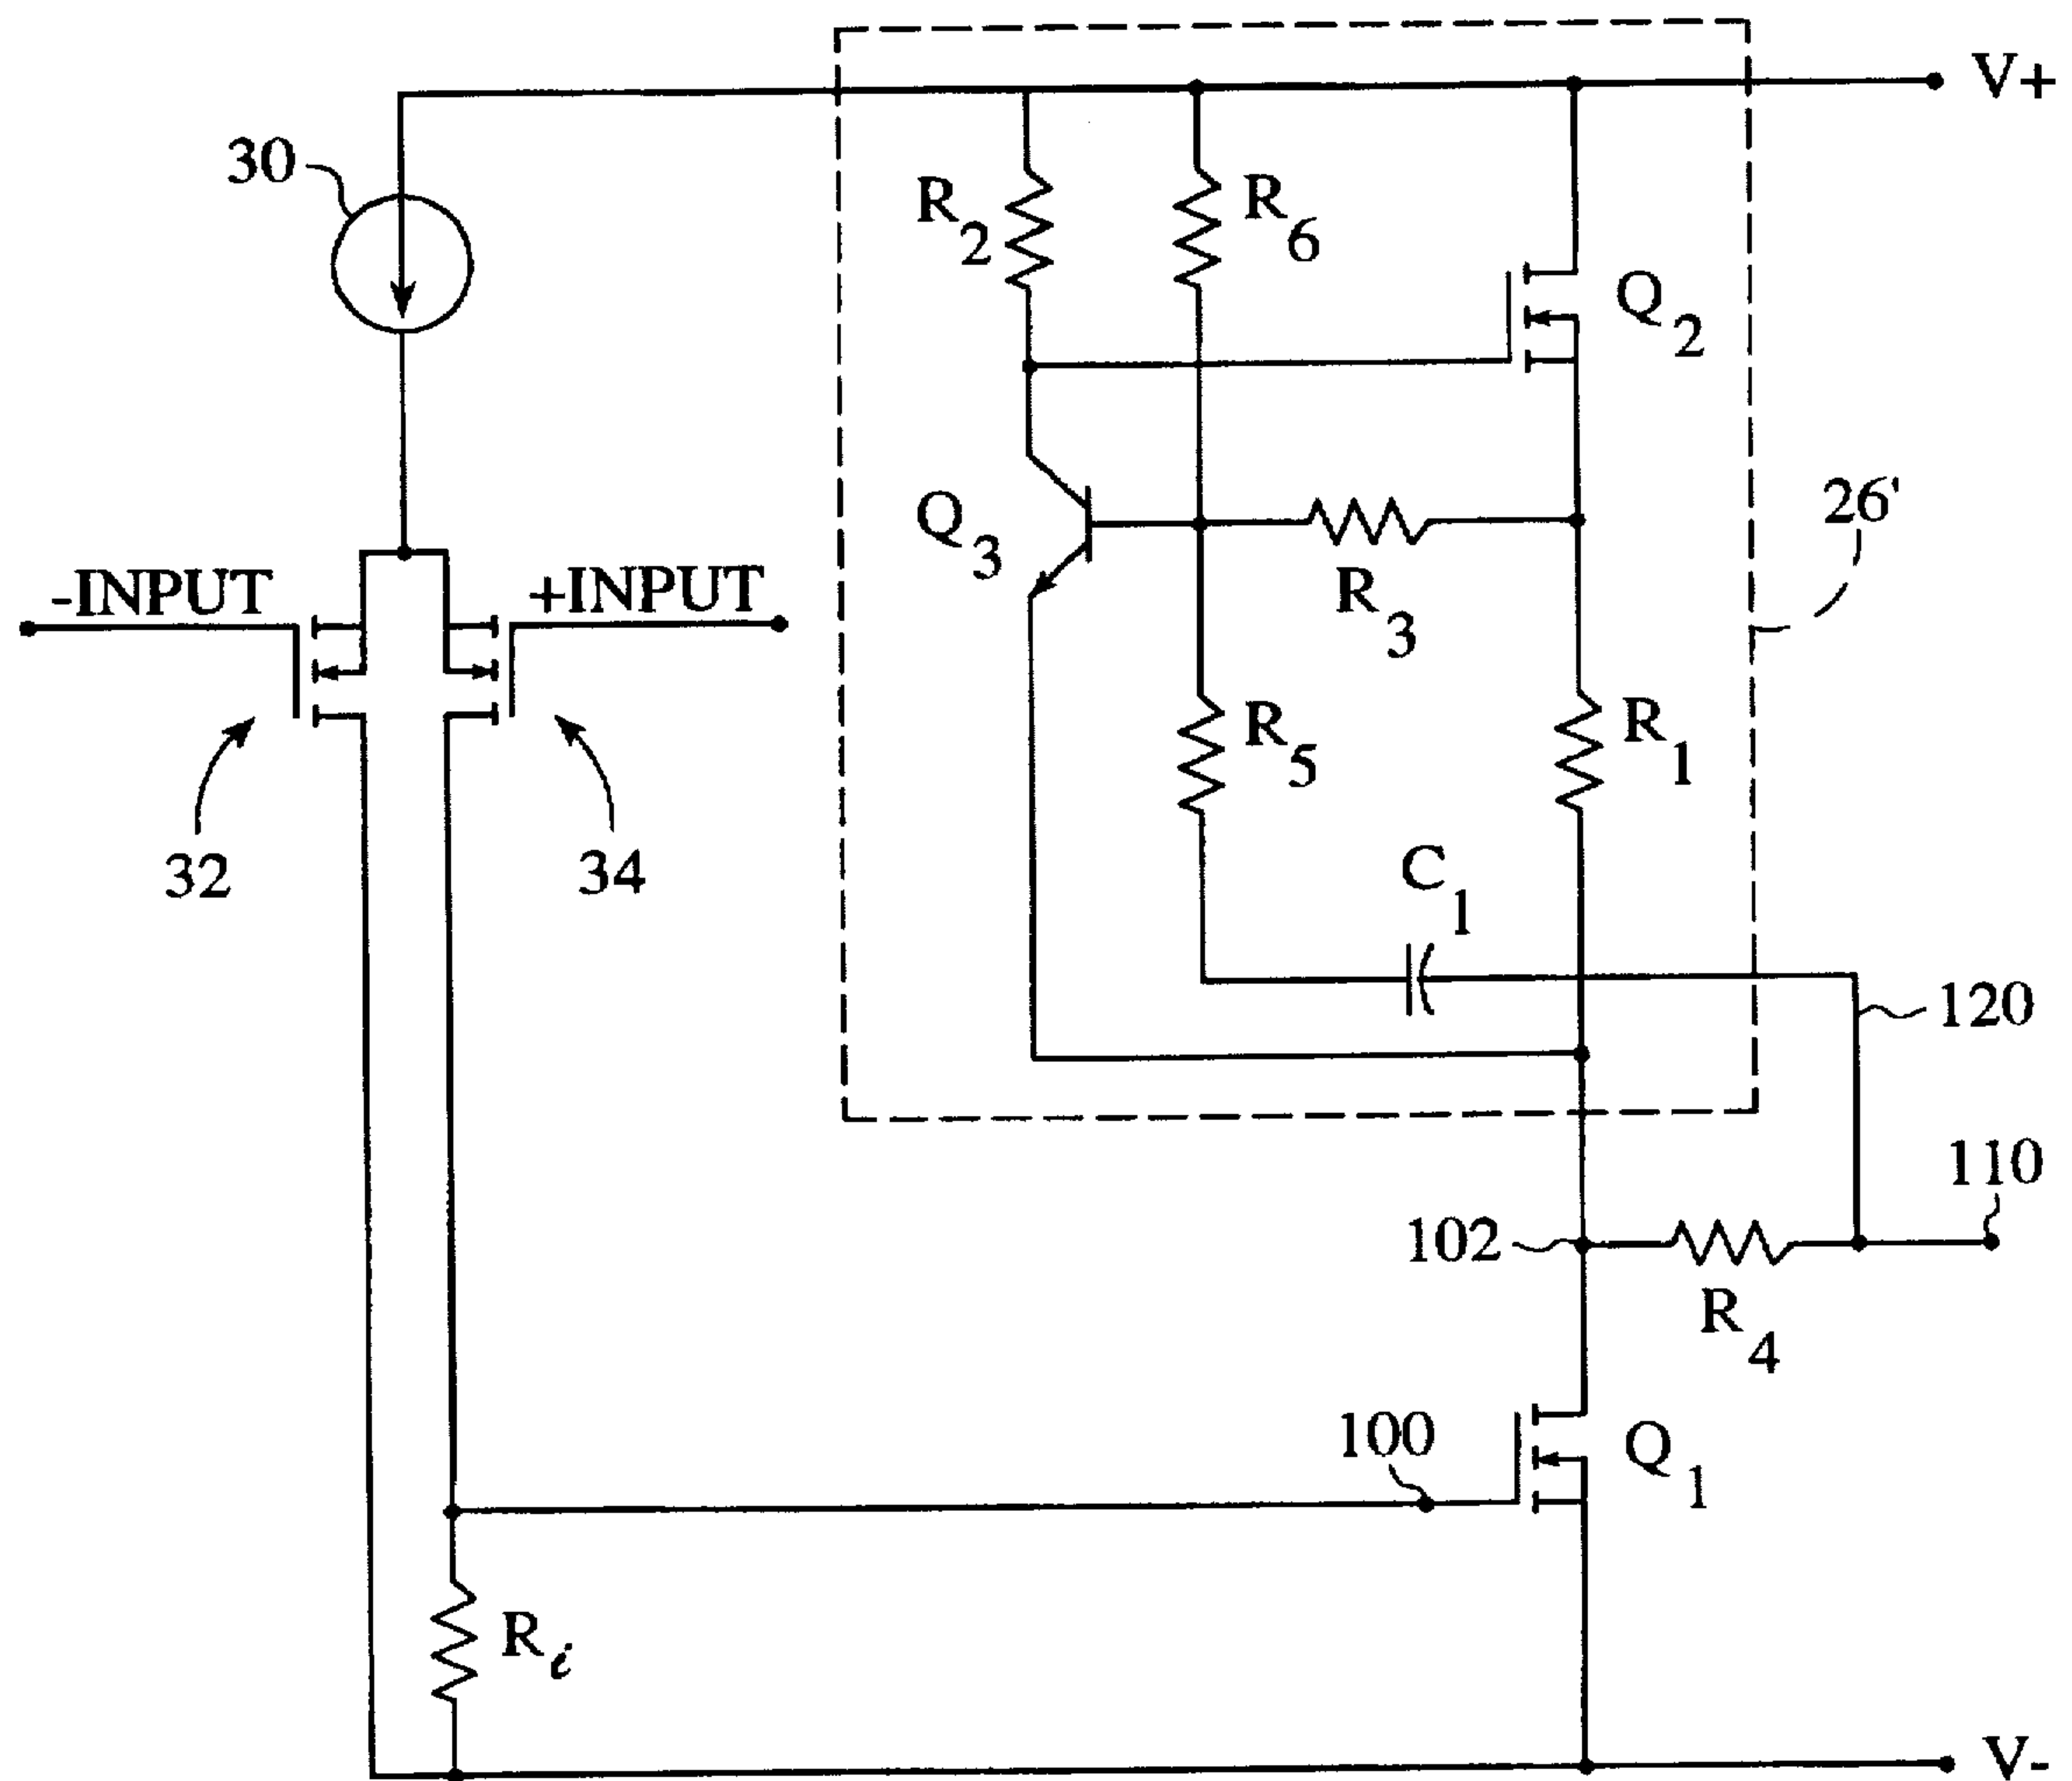 V+
30
R2
R6
Q2
26'
Q3
-INPUT
+INPUT
R3
R5
R1
32
34
C1
120
110
102
R4
100
Q1
Ri
V-